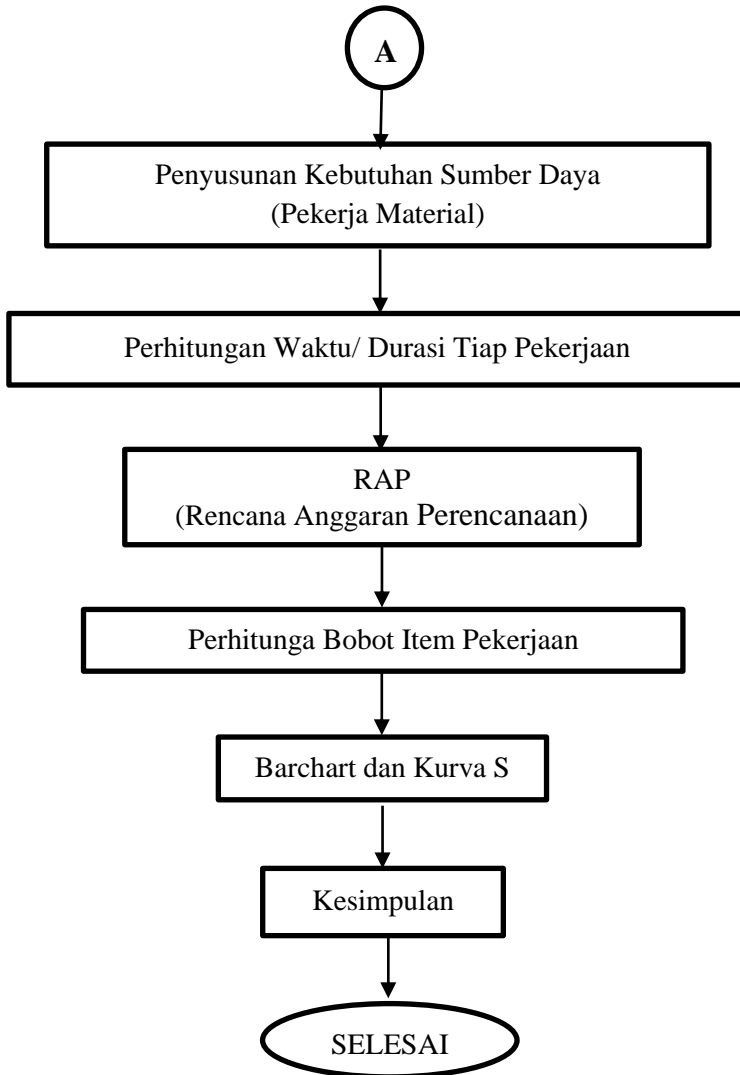 A
Penyusunan Kebutuhan Sumber Daya
(Pekerja Material)
Perhitungan Waktu/ Durasi Tiap Pekerjaan
RAP
(Rencana Anggaran Perencanaan)
Perhitunga Bobot Item Pekerjaan
Barchart dan Kurva S
Kesimpulan
SELESAI